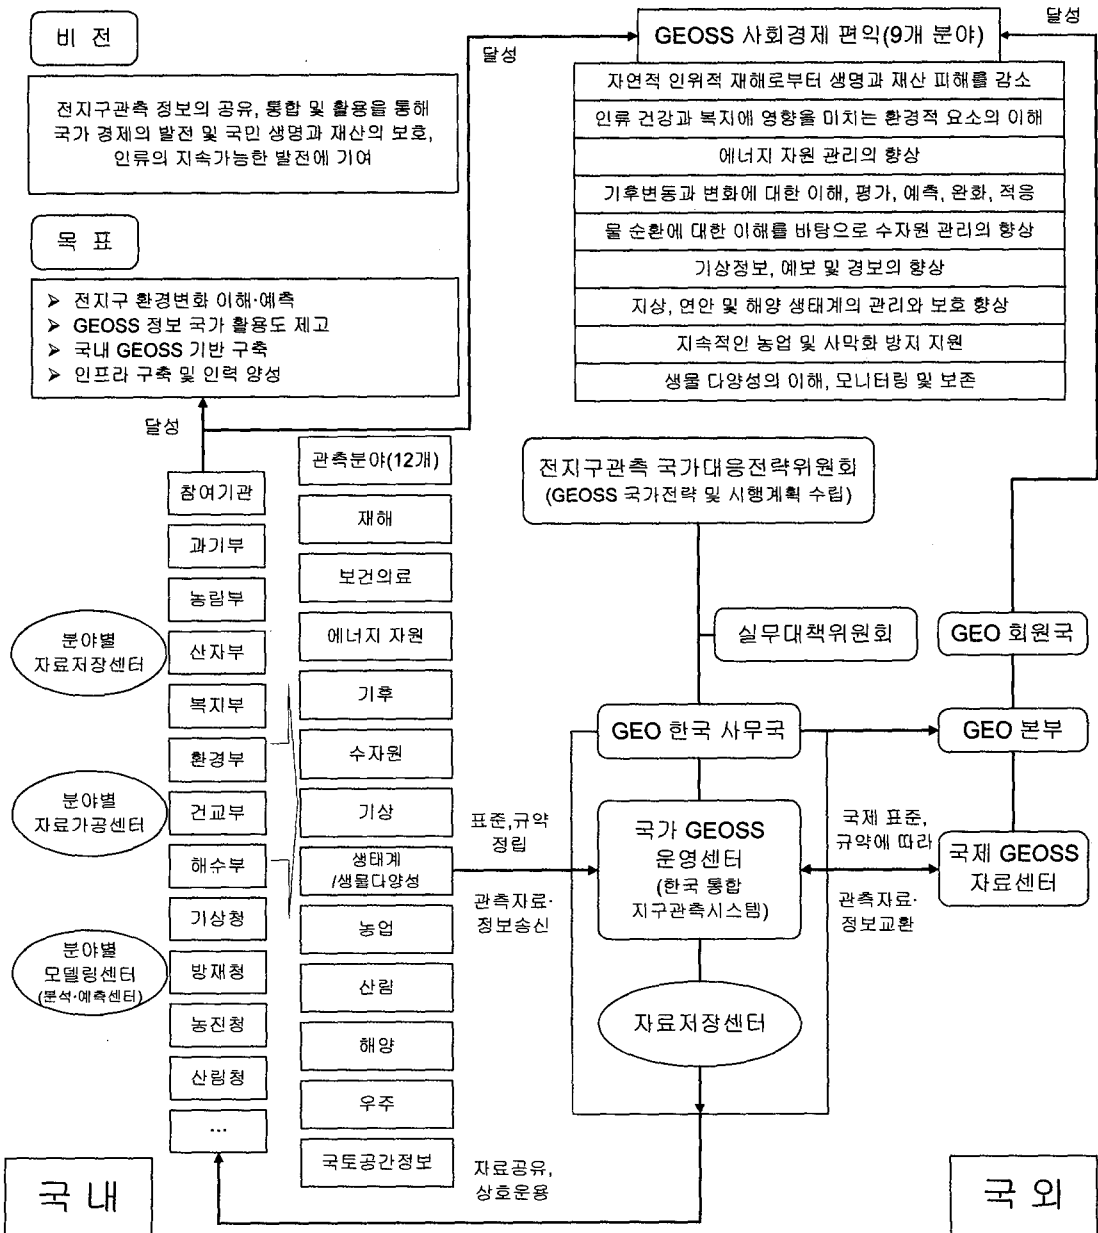 비 전
전지구관측 정보의 공유, 통합 및 활용을 통해
국가 경제의 발전 및 국민 생명과 재산의 보호,
인류의 지속가능한 발전에 기여
목 표
➢ 전지구 환경변화 이해·예측
➢ GEOSS 정보 국가 활용도 제고
➢ 국내 GEOSS 기반 구축
➢ 인프라 구축 및 인력 양성
달성
달성
달성
GEOSS 사회경제 편익(9개 분야)
자연적 인위적 재해로부터 생명과 재산 피해를 감소
인류 건강과 복지에 영향을 미치는 환경적 요소의 이해
에너지 자원 관리의 향상
기후변동과 변화에 대한 이해, 평가, 예측, 완화, 적응
물 순환에 대한 이해를 바탕으로 수자원 관리의 향상
기상정보, 예보 및 경보의 향상
지상, 연안 및 해양 생태계의 관리와 보호 향상
지속적인 농업 및 사막화 방지 지원
생물 다양성의 이해, 모니터링 및 보존
분야별
자료저장센터
분야별
자료가공센터
분야별
모델링센터
(분석·예측센터)
참여기관
과기부
농림부
산자부
복지부
환경부
건교부
해수부
기상청
방재청
농진청
산림청
...
관측분야(12개)
재해
보건의료
에너지 자원
기후
수자원
기상
생태계
/생물다양성
농업
산림
해양
우주
국토공간정보
표준,규약
정립
관측자료·
정보송신
자료공유,
상호운용
전지구관측 국가대응전략위원회
(GEOSS 국가전략 및 시행계획 수립)
실무대책위원회
GEO 한국 사무국
국가 GEOSS
운영센터
(한국 통합
지구관측시스템)
자료저장센터
국제 표준,
규약에 따라
관측자료·
정보교환
GEO 회원국
GEO 본부
국제 GEOSS
자료센터
국 내
국 외